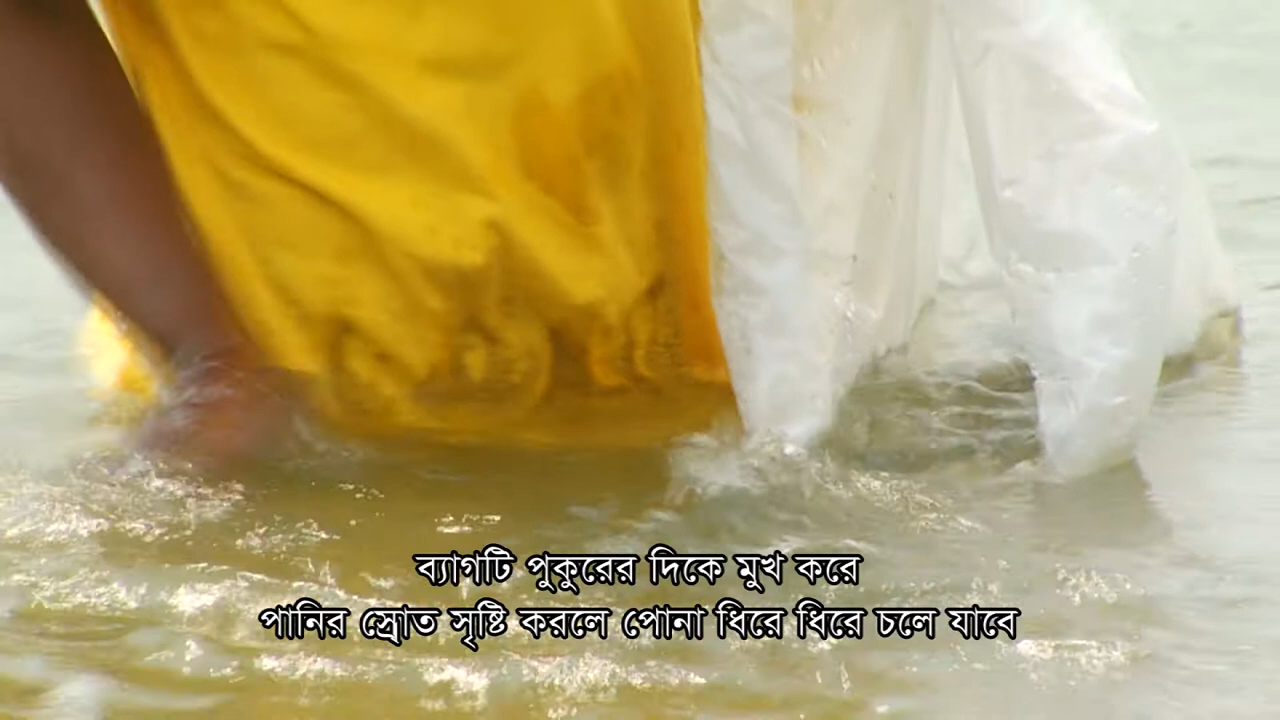 ব্যাগটি পুকুরের দিকে মুখ করে
পানির স্রোত সৃষ্টি করলে পোনা ধিরে ধিরে চলে যাবে